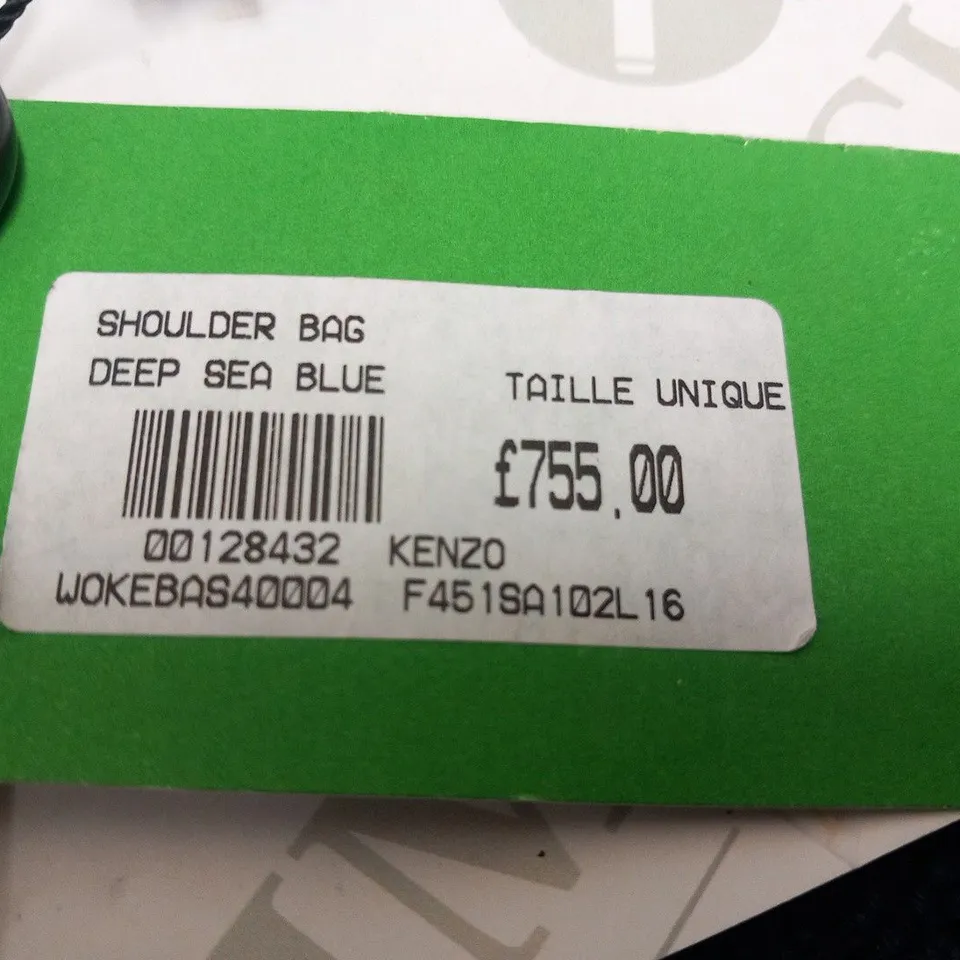 SHOULDER BAG
DEEP SEA BLUE
TAILLE UNIQUE
£755.00
00128432 KENZO
WOKEBAS40004 F451SA102L16